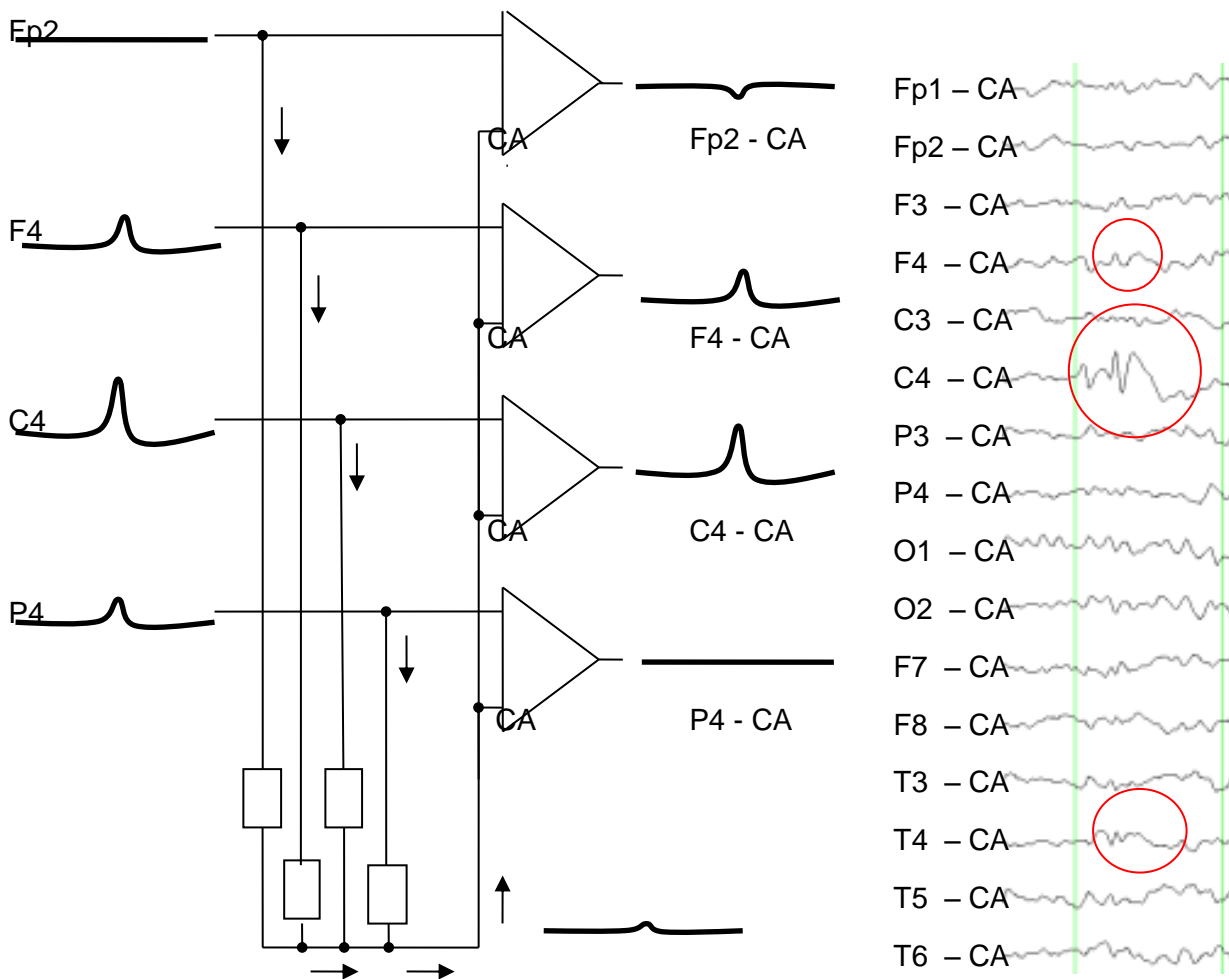 Fp2
CA
Fp2 - CA
F4
CA
F4 - CA
C4
CA
C4 - CA
P4
CA
P4 - CA
Fp1 – CA
Fp2 – CA
F3 – CA
F4 – CA
C3 – CA
C4 – CA
P3 – CA
P4 – CA
O1 – CA
O2 – CA
F7 – CA
F8 – CA
T3 – CA
T4 – CA
T5 – CA
T6 – CA